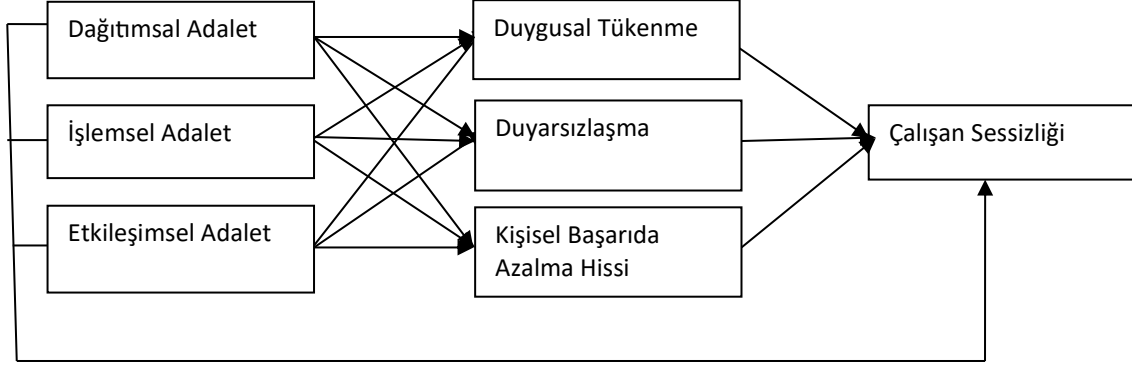 Dağıtımsal Adalet
Duygusal Tükenme
İşlemsel Adalet
Duyarsızlaşma
Çalışan Sessizliği
Etkileşimsel Adalet
Kişisel Başarıda
Azalma Hissi